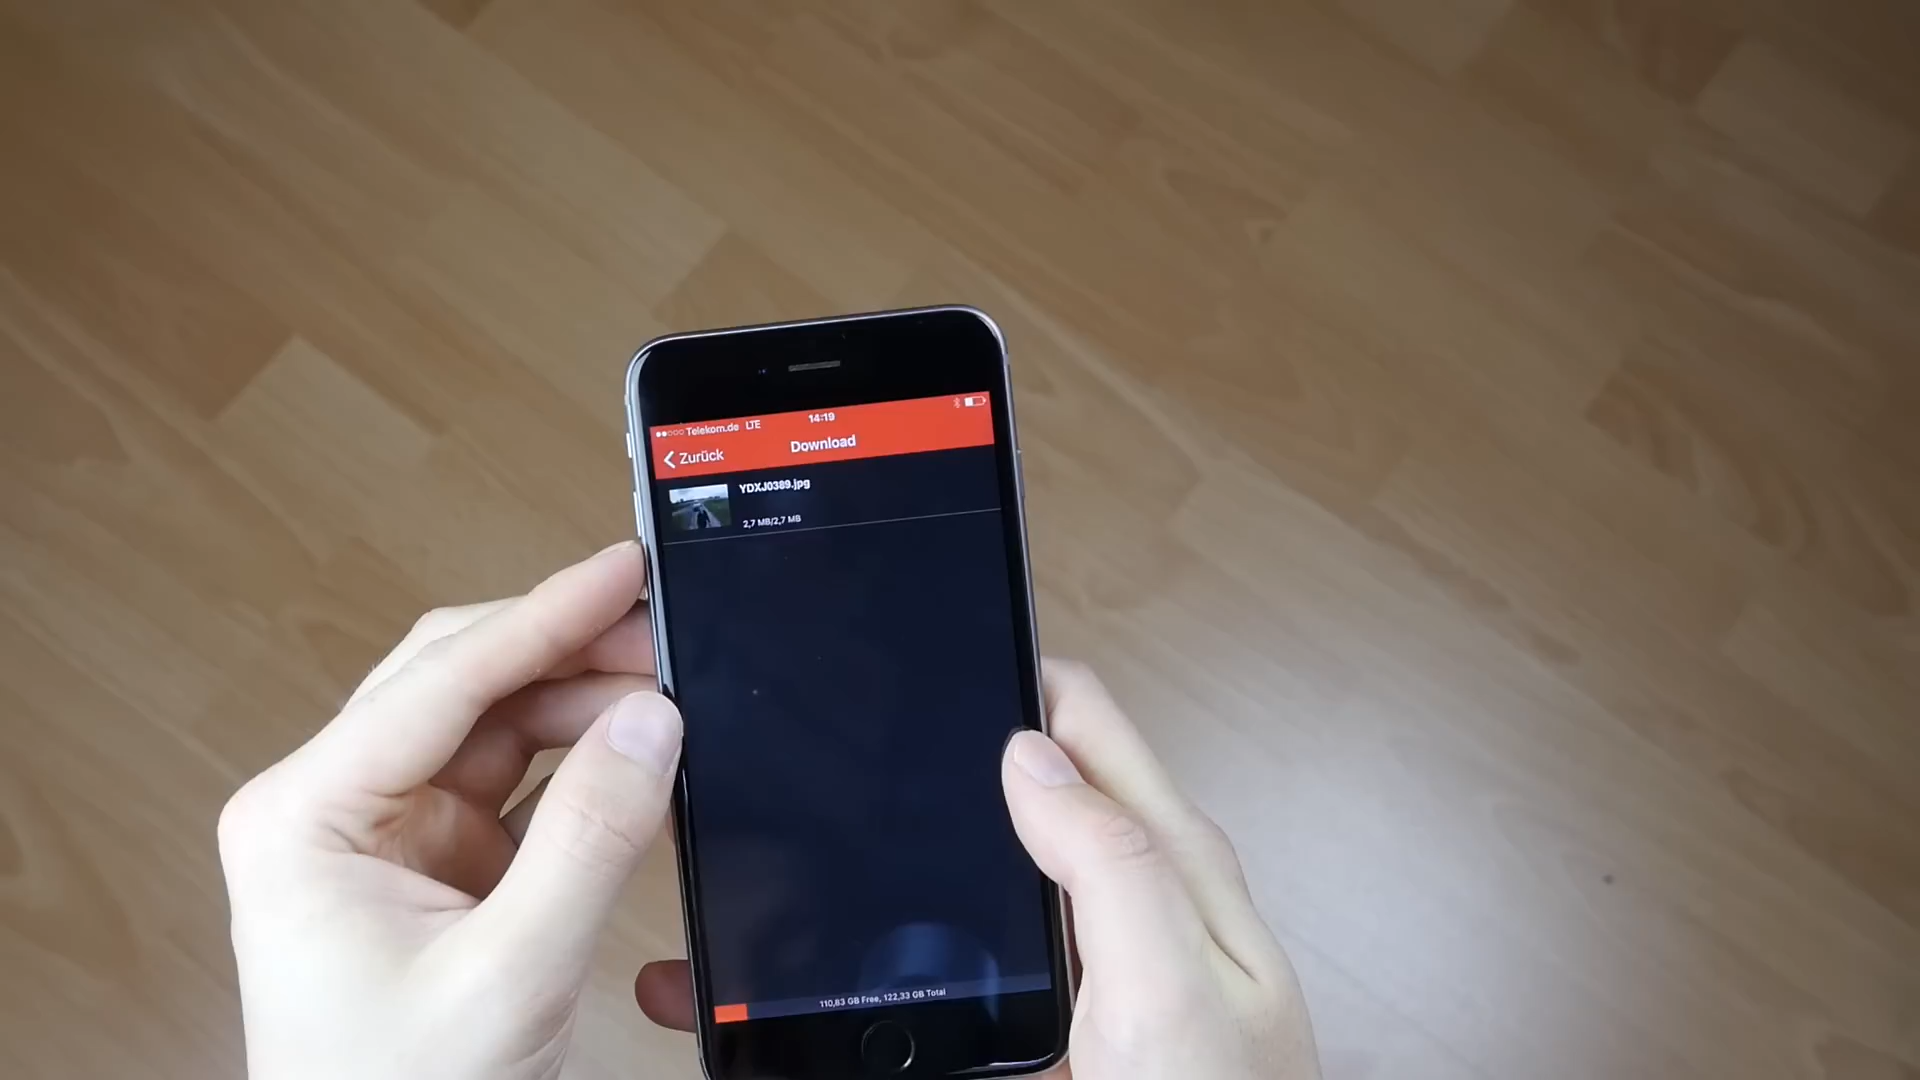 Telekom.de LTE 14:19
Zurück Download
YDXJ0389.jpg
2,7 MB/2,7 MB
110,63 GB Free, 122,33 GB Total